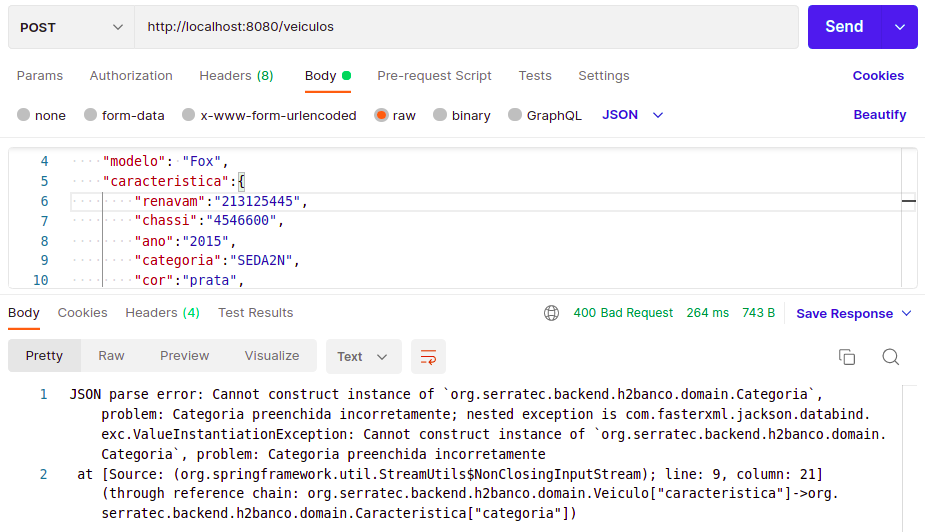 POST http://localhost:8080/veiculos Send
Params Authorization Headers (8) Body Pre-request Script Tests Settings Cookies
none form-data x-www-form-urlencoded raw binary GraphQL JSON Beautify
4 "modelo": "Fox",
5 "caracteristica":{
6 "renavam":"213125445",
7 "chassi":"4546600",
8 "ano":"2015",
9 "categoria":"SEDA2N",
10 "cor":"prata",
Body Cookies Headers (4) Test Results 400 Bad Request 264 ms 743 B Save Response
Pretty Raw Preview Visualize Text
1 JSON parse error: Cannot construct instance of `org.serratec.backend.h2banco.domain.Categoria`,
problem: Categoria preenchida incorretamente; nested exception is com.fasterxml.jackson.databind.
exc.ValueInstantiationException: Cannot construct instance of `org.serratec.backend.h2banco.domain.
Categoria`, problem: Categoria preenchida incorretamente
2 at [Source: (org.springframework.util.StreamUtils$NonClosingInputStream); line: 9, column: 21]
(through reference chain: org.serratec.backend.h2banco.domain.Veiculo["caracteristica"]->org.
serratec.backend.h2banco.domain.Caracteristica["categoria"])